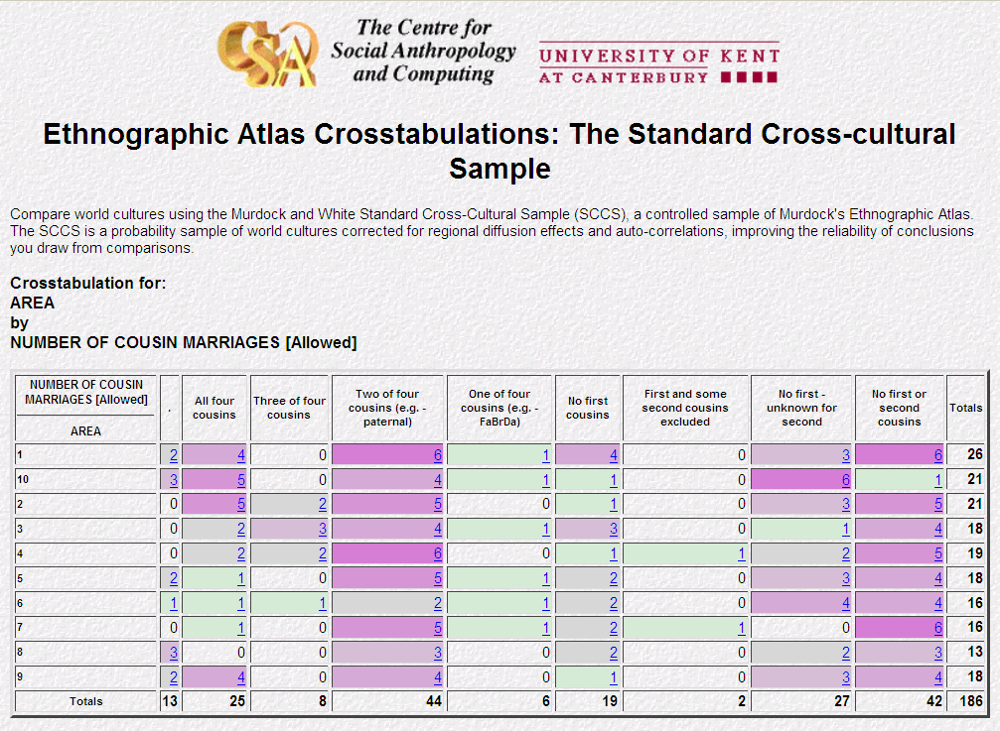 CSA
The Centre for
Social Anthropology
and Computing
UNIVERSITY OF KENT
AT CANTERBURY
Ethnographic Atlas Crosstabulations: The Standard Cross-cultural
Sample
Compare world cultures using the Murdock and White Standard Cross-Cultural Sample (SCCS), a controlled sample of Murdock's Ethnographic Atlas.
The SCCS is a probability sample of world cultures corrected for regional diffusion effects and auto-correlations, improving the reliability of conclusions
you draw from comparisons.
Crosstabulation for:
AREA
by
NUMBER OF COUSIN MARRIAGES [Allowed]
NUMBER OF COUSIN
MARRIAGES [Allowed]
AREA
.
All four
cousins
Three of four
cousins
Two of four
cousins (e.g. -
paternal)
One of four
cousins (e.g. -
FaBrDa)
No first
cousins
First and some
second cousins
excluded
No first -
unknown for
second
No first or
second
cousins
Totals
1 2 4 0 6 1 4 0 3 6 26
10 3 5 0 4 1 1 0 6 1 21
2 0 5 2 5 0 1 0 3 5 21
3 0 2 3 4 1 3 0 1 4 18
4 0 2 2 6 0 1 1 2 5 19
5 2 1 0 5 1 2 0 3 4 18
6 1 1 1 2 1 2 0 4 4 16
7 0 1 0 5 1 2 1 0 6 16
8 3 0 0 3 0 2 0 2 3 13
9 2 4 0 4 0 1 0 3 4 18
Totals 13 25 8 44 6 19 2 27 42 186